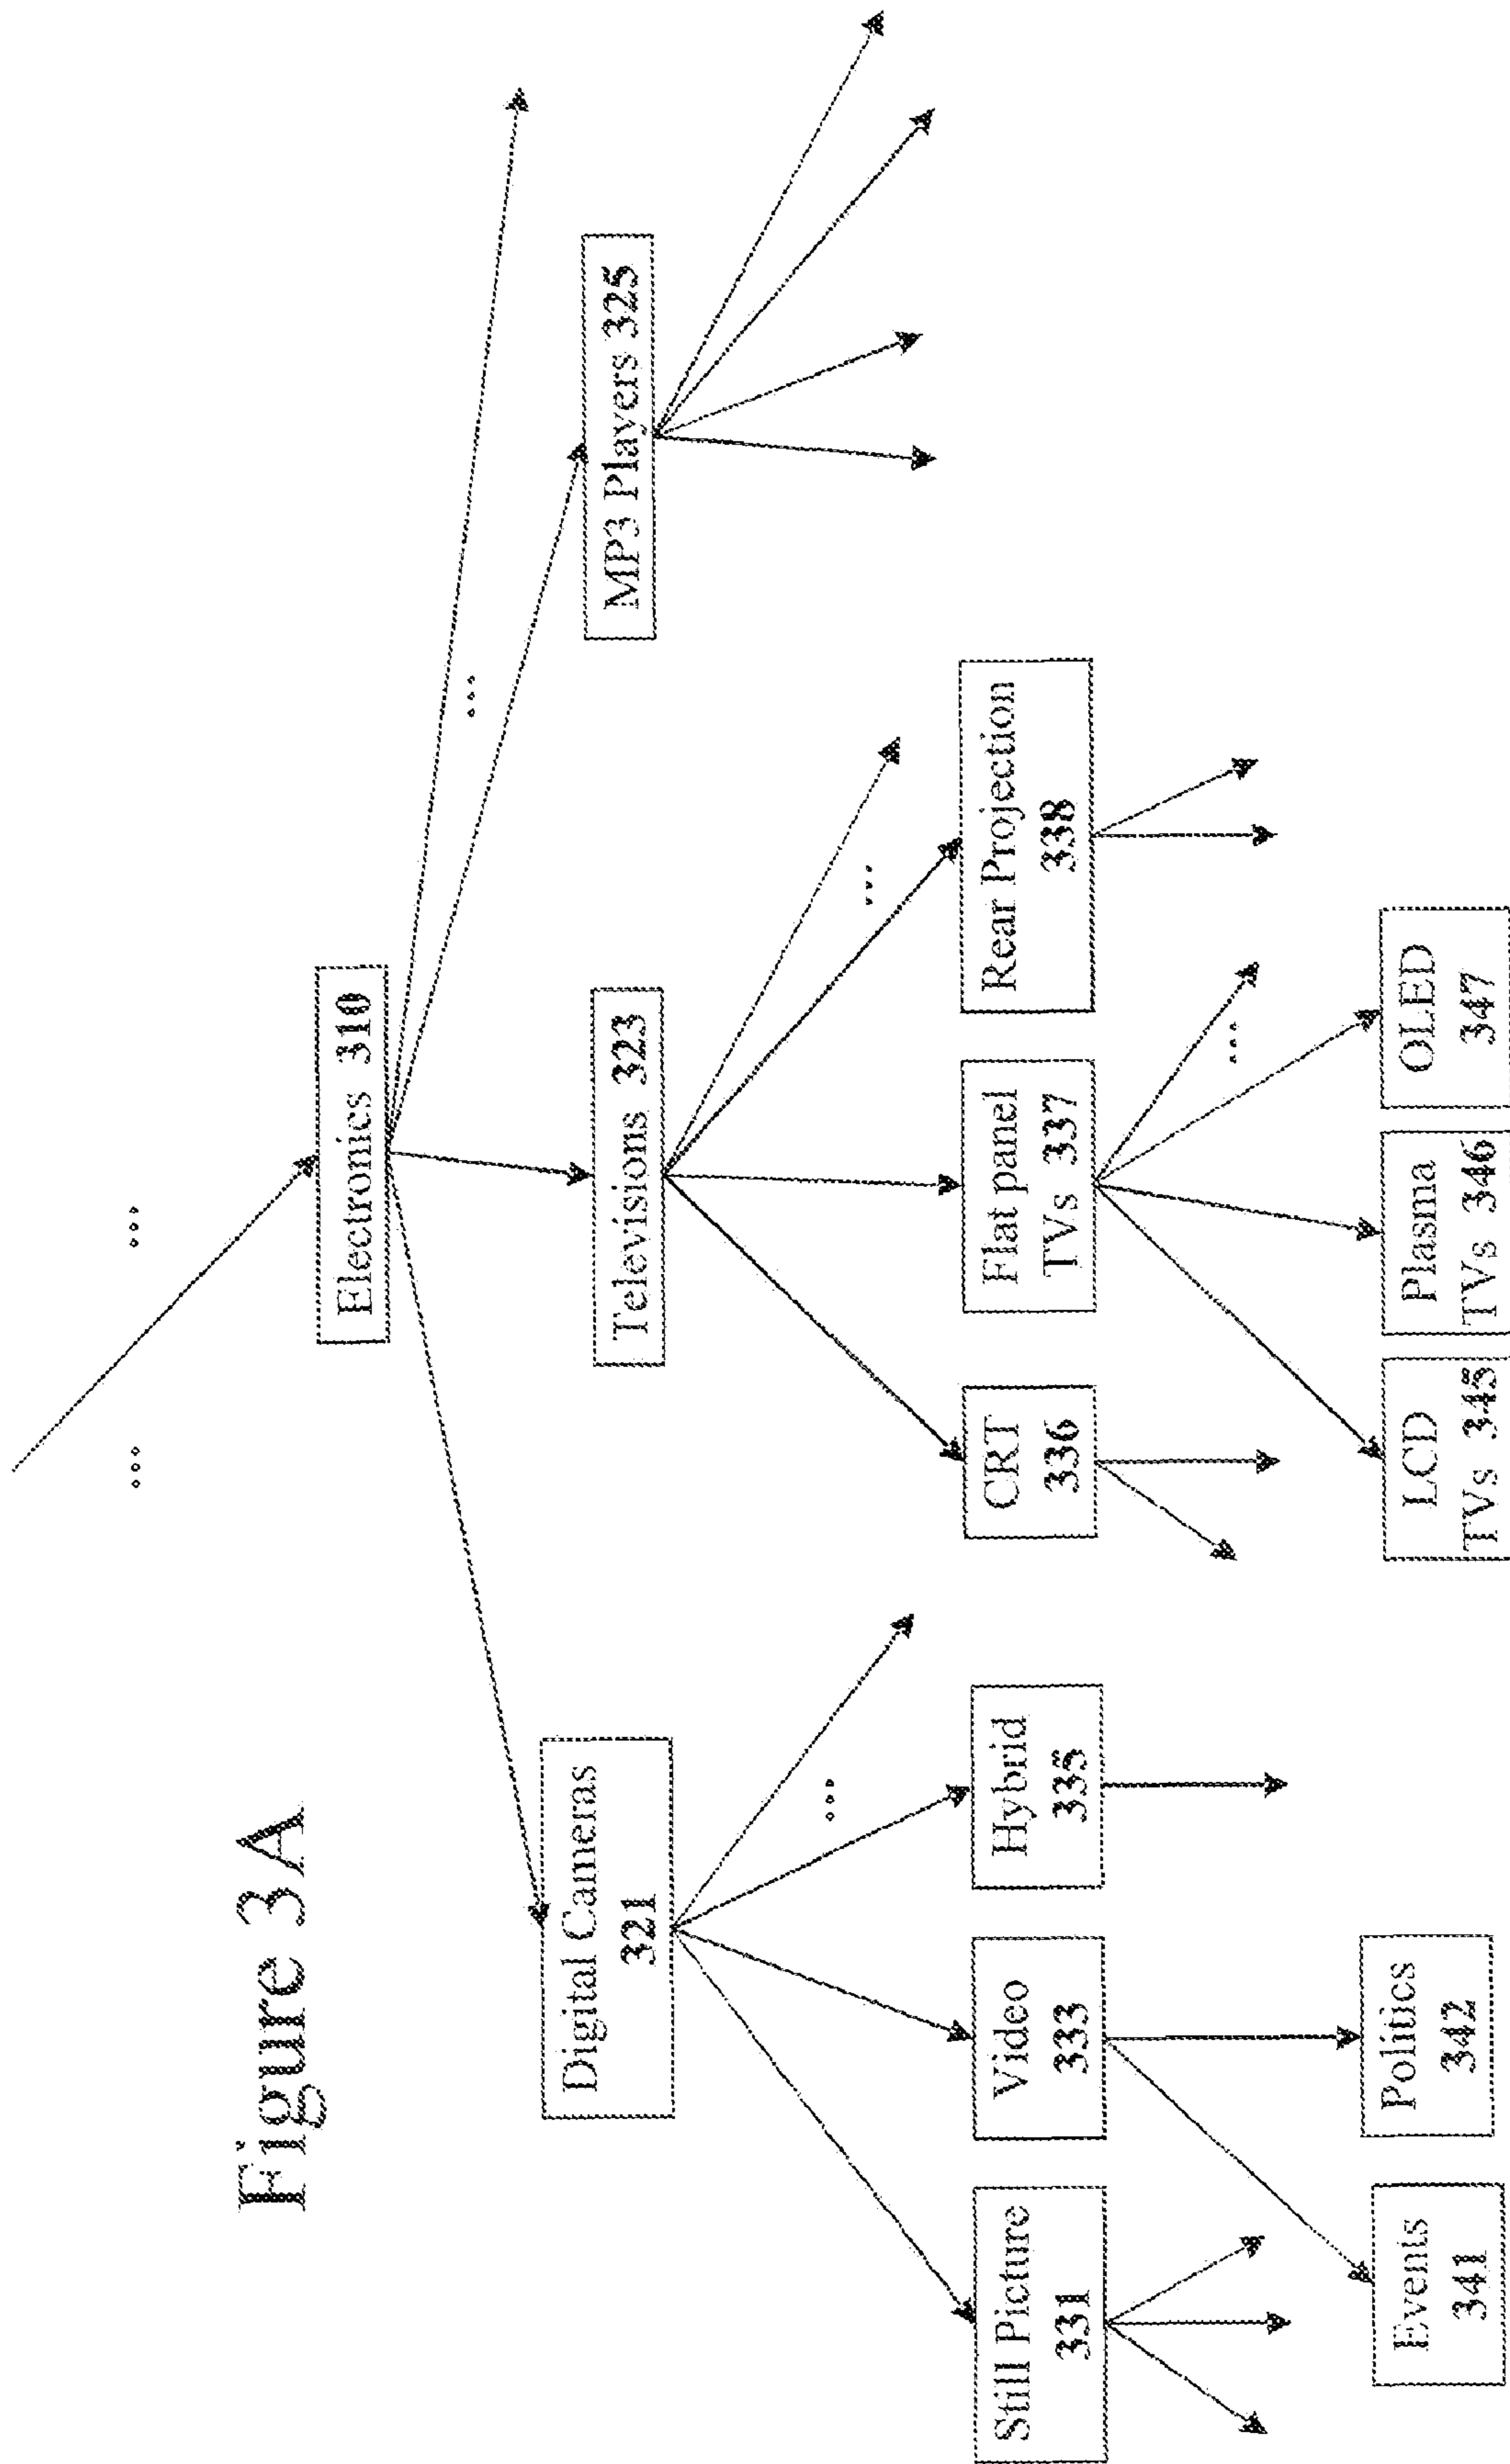 Figure 3A
...
...
Electronics 310
...
Digital Cameras
321
Televisions 323
MP3 Players 325
...
...
Still Picture
331
Video
333
Hybrid
335
CRT
336
Flat panel
TVs 337
Rear Projection
338
...
Events
341
Politics
342
LCD
TVs 345
Plasma
TVs 346
OLED
347